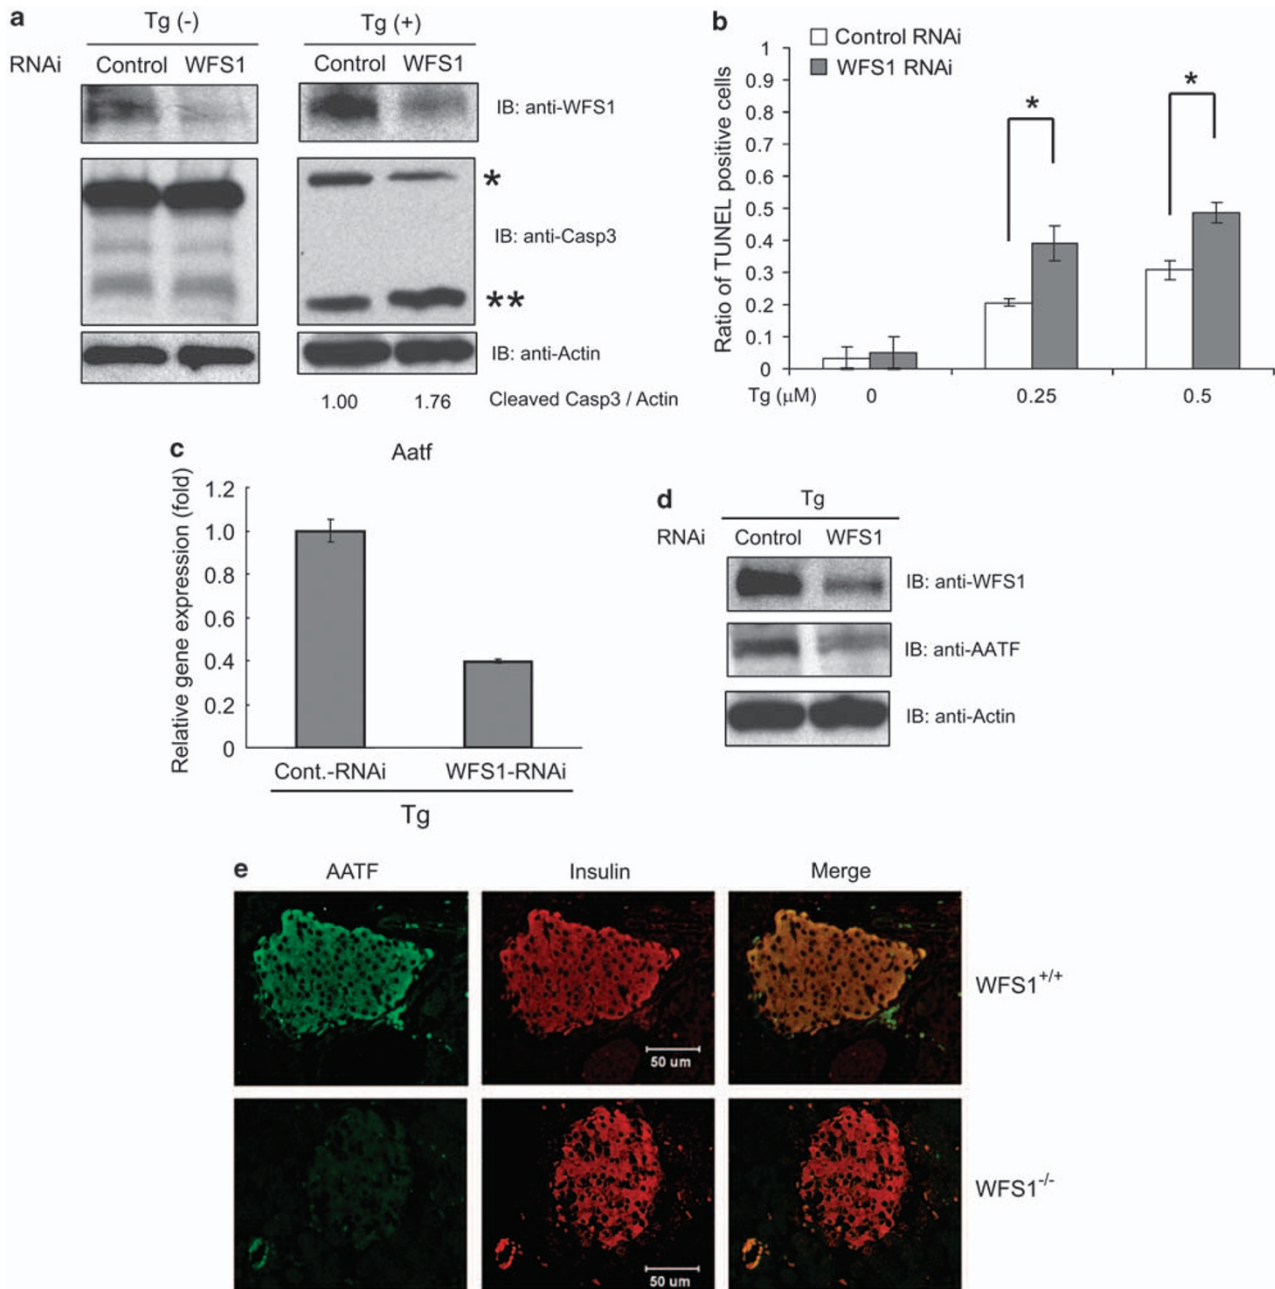 a
Tg (-)
Tg (+)
RNAi
Control WFS1
Control WFS1
IB: anti-WFS1
*
IB: anti-Casp3
**
IB: anti-Actin
1.00 1.76 Cleaved Casp3 / Actin
b
Control RNAi
WFS1 RNAi
Ratio of TUNEL positive cells
1
0.9
0.8
0.7
0.6
0.5
0.4
0.3
0.2
0.1
0
*
*
Tg (μM) 0 0.25 0.5
c
Aatf
Relative gene expression (fold)
1.2
1.0
0.8
0.6
0.4
0.2
0
Cont.-RNAi WFS1-RNAi
Tg
d
Tg
RNAi Control WFS1
IB: anti-WFS1
IB: anti-AATF
IB: anti-Actin
e
AATF Insulin Merge
50 um
50 um
WFS1+/+
50 um
50 um
WFS1-/-